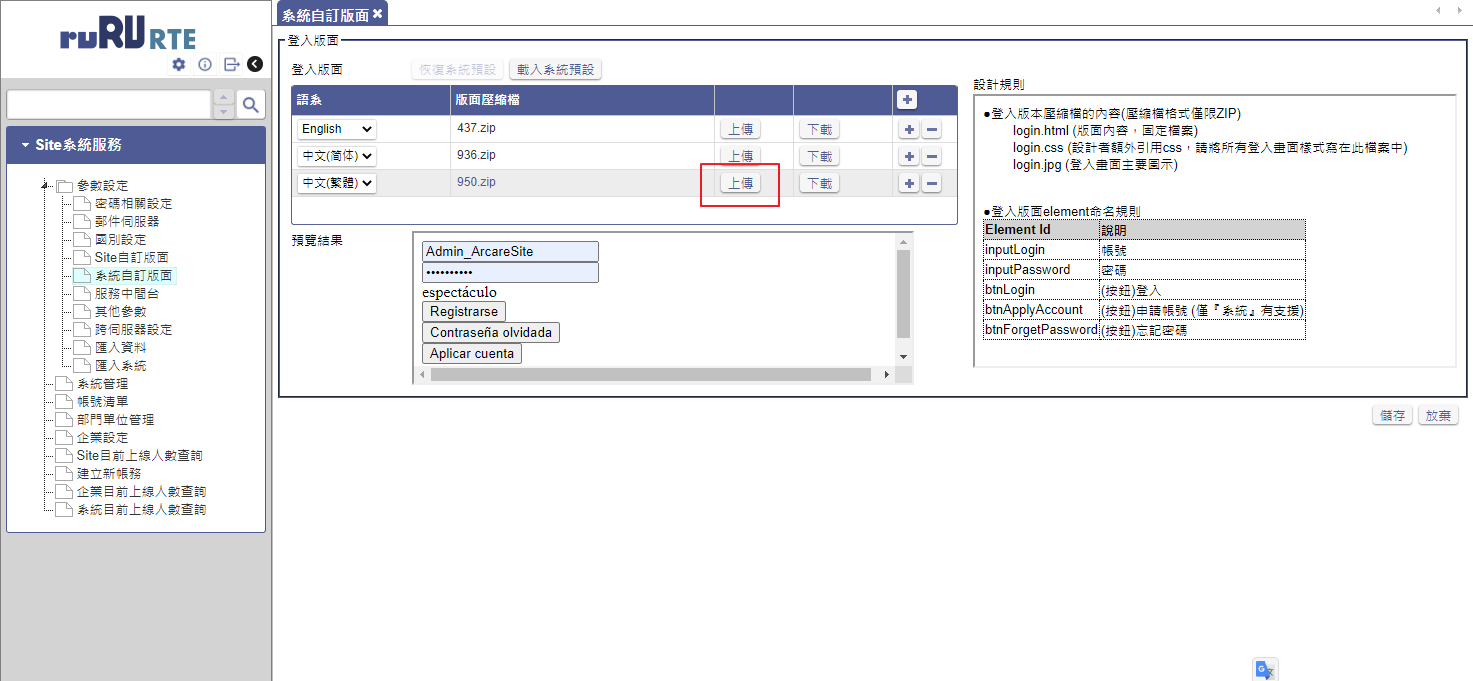 ruRU RTE
Site系統服務
參數設定
密碼相關設定
郵件伺服器
國別設定
Site自訂版面
系統自訂版面
服務中間台
其他參數
跨伺服器設定
匯入資料
匯入系統
系統管理
帳號清單
部門單位管理
企業設定
Site目前上線人數查詢
建立新帳務
企業目前上線人數查詢
系統目前上線人數查詢
系統自訂版面
登入版面
登入版面 恢復系統預設 載入系統預設
語系 版面壓縮檔
English 437.zip 上傳 下載
中文(简体) 936.zip 上傳 下載
中文(繁體) 950.zip 上傳 下載
預覽結果
Admin_ArcareSite
••••••••••
espectáculo
Registrarse
Contraseña olvidada
Aplicar cuenta
設計規則
●登入版本壓縮檔的內容(壓縮檔格式僅限ZIP)
login.html (版面內容，固定檔案)
login.css (設計者額外引用css，請將所有登入畫面樣式寫在此檔案中)
login.jpg (登入畫面主要圖示)
●登入版面element命名規則
Element Id 說明
inputLogin 帳號
inputPassword 密碼
btnLogin (按鈕)登入
btnApplyAccount (按鈕)申請帳號 (僅『系統』有支援)
btnForgetPassword (按鈕)忘記密碼
儲存 放棄